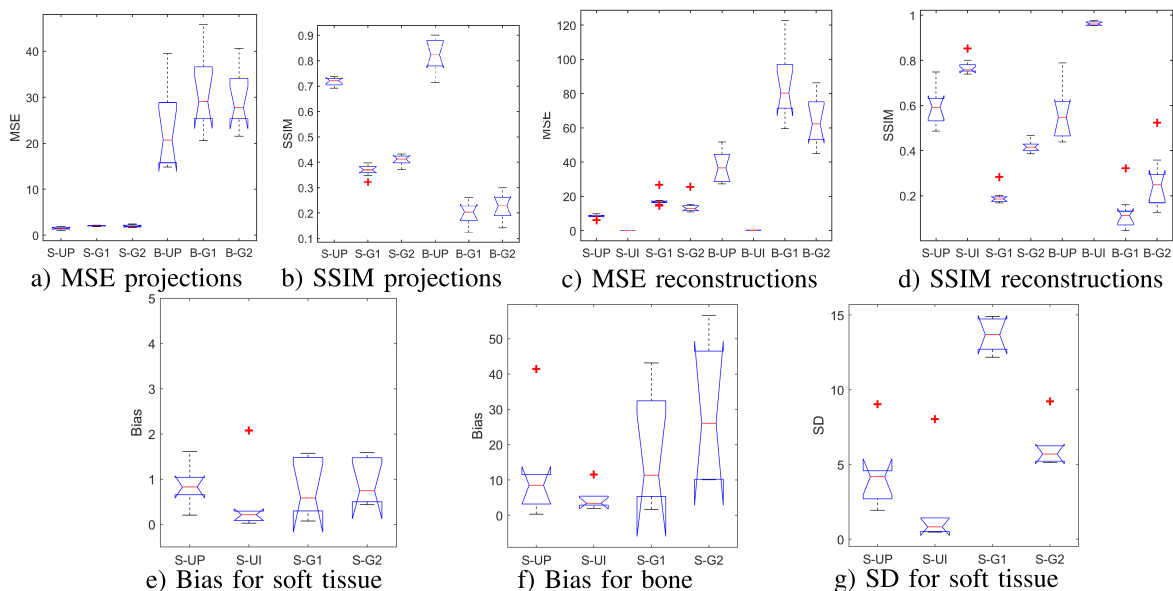 MSE
40
30
20
10
0
S-UP S-G1 S-G2 B-UP B-G1 B-G2
a) MSE projections
SSIM
0.9
0.8
0.7
0.6
0.5
0.4
0.3
0.2
0.1
S-UP S-G1 S-G2 B-UP B-G1 B-G2
b) SSIM projections
MSE
120
100
80
60
40
20
0
S-UP S-UI S-G1 S-G2 B-UP B-UI B-G1 B-G2
c) MSE reconstructions
SSIM
1
0.8
0.6
0.4
0.2
S-UP S-UI S-G1 S-G2 B-UP B-UI B-G1 B-G2
d) SSIM reconstructions
Bias
5
4
3
2
1
0
S-UP S-UI S-G1 S-G2
e) Bias for soft tissue
Bias
50
40
30
20
10
0
S-UP S-UI S-G1 S-G2
f) Bias for bone
SD
15
10
5
0
S-UP S-UI S-G1 S-G2
g) SD for soft tissue